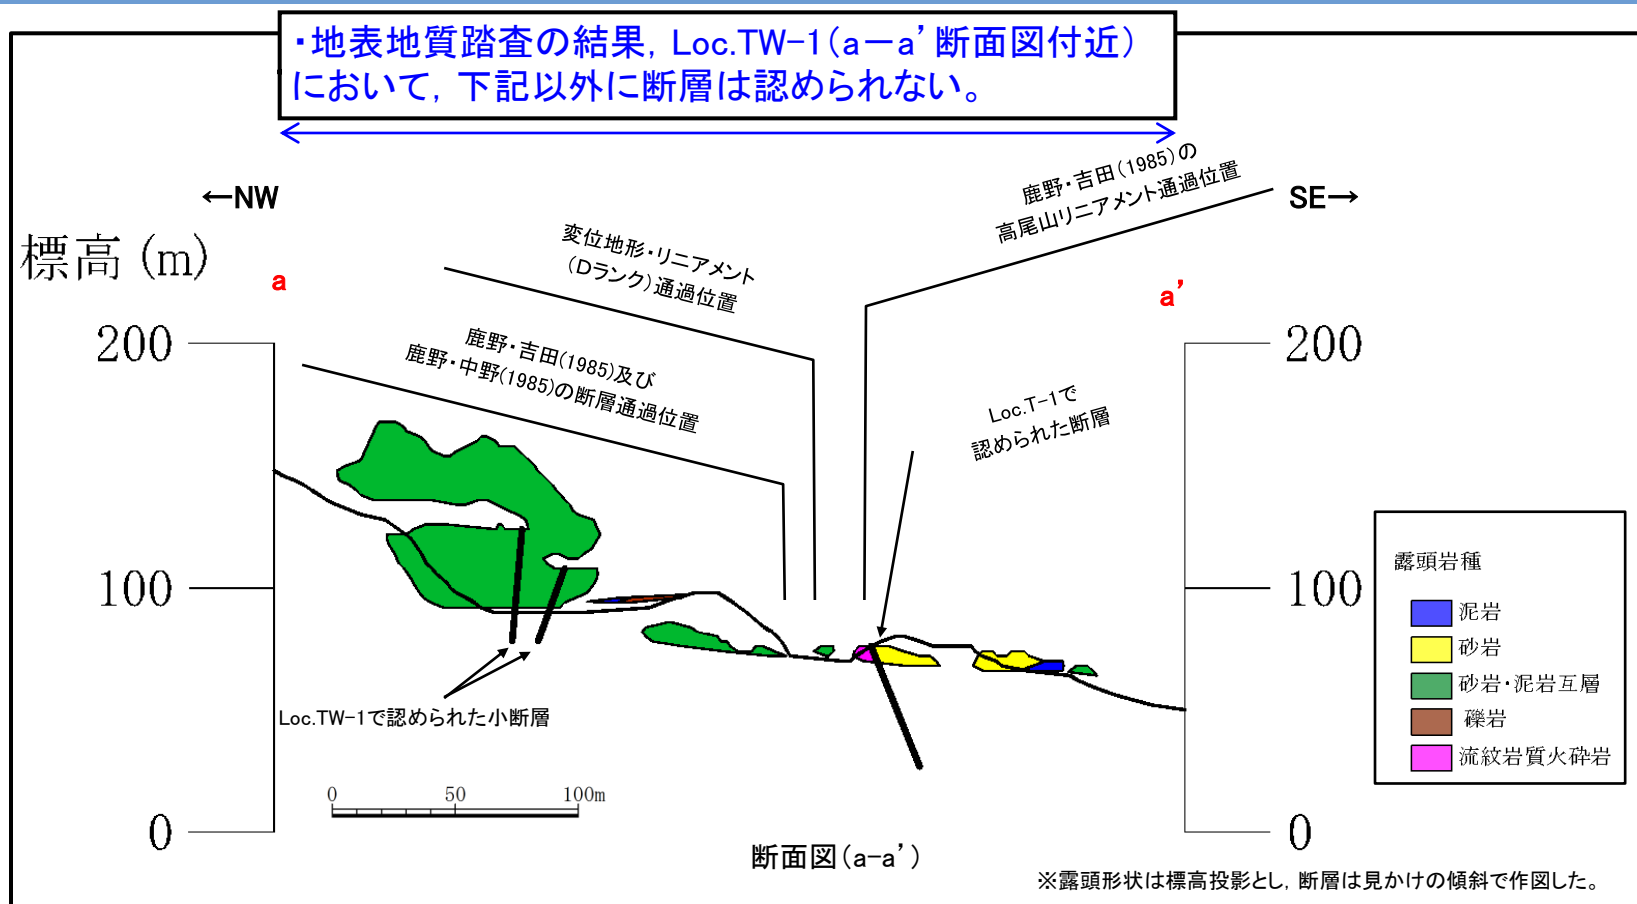 ・地表地質踏査の結果，Loc.TW-1(a－a’断面図付近)
において，下記以外に断層は認められない。
←NW
SE→
標高(m)
a
a’
鹿野・吉田(1985)の
高尾山リニアメント通過位置
変位地形・リニアメント
(Dランク)通過位置
鹿野・吉田(1985)及び
鹿野・中野(1985)の断層通過位置
Loc.T-1で
認められた断層
200
100
0
200
100
0
Loc.TW-1で認められた小断層
0 50 100m
露頭岩種
泥岩
砂岩
砂岩・泥岩互層
礫岩
流紋岩質火砕岩
断面図(a-a’)
※露頭形状は標高投影とし，断層は見かけの傾斜で作図した。